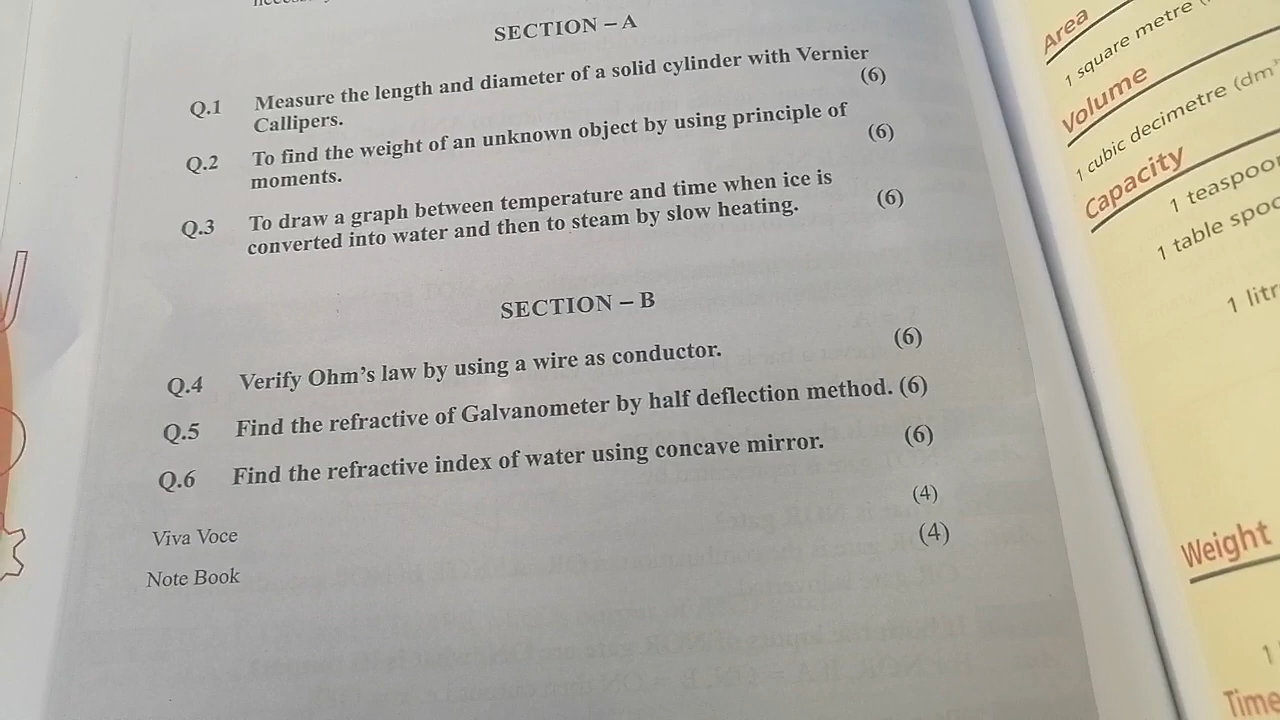 SECTION – A
Q.1 Measure the length and diameter of a solid cylinder with Vernier
Callipers. (6)
Q.2 To find the weight of an unknown object by using principle of
moments. (6)
Q.3 To draw a graph between temperature and time when ice is
converted into water and then to steam by slow heating. (6)
SECTION – B
Q.4 Verify Ohm's law by using a wire as conductor. (6)
Q.5 Find the refractive of Galvanometer by half deflection method. (6)
Q.6 Find the refractive index of water using concave mirror. (6)
Viva Voce (4)
Note Book (4)
Area
1 square metre
Volume
1 cubic decimetre (dm³
Capacity
1 teaspoo
1 table spoo
1 litr
Weight
1
Time